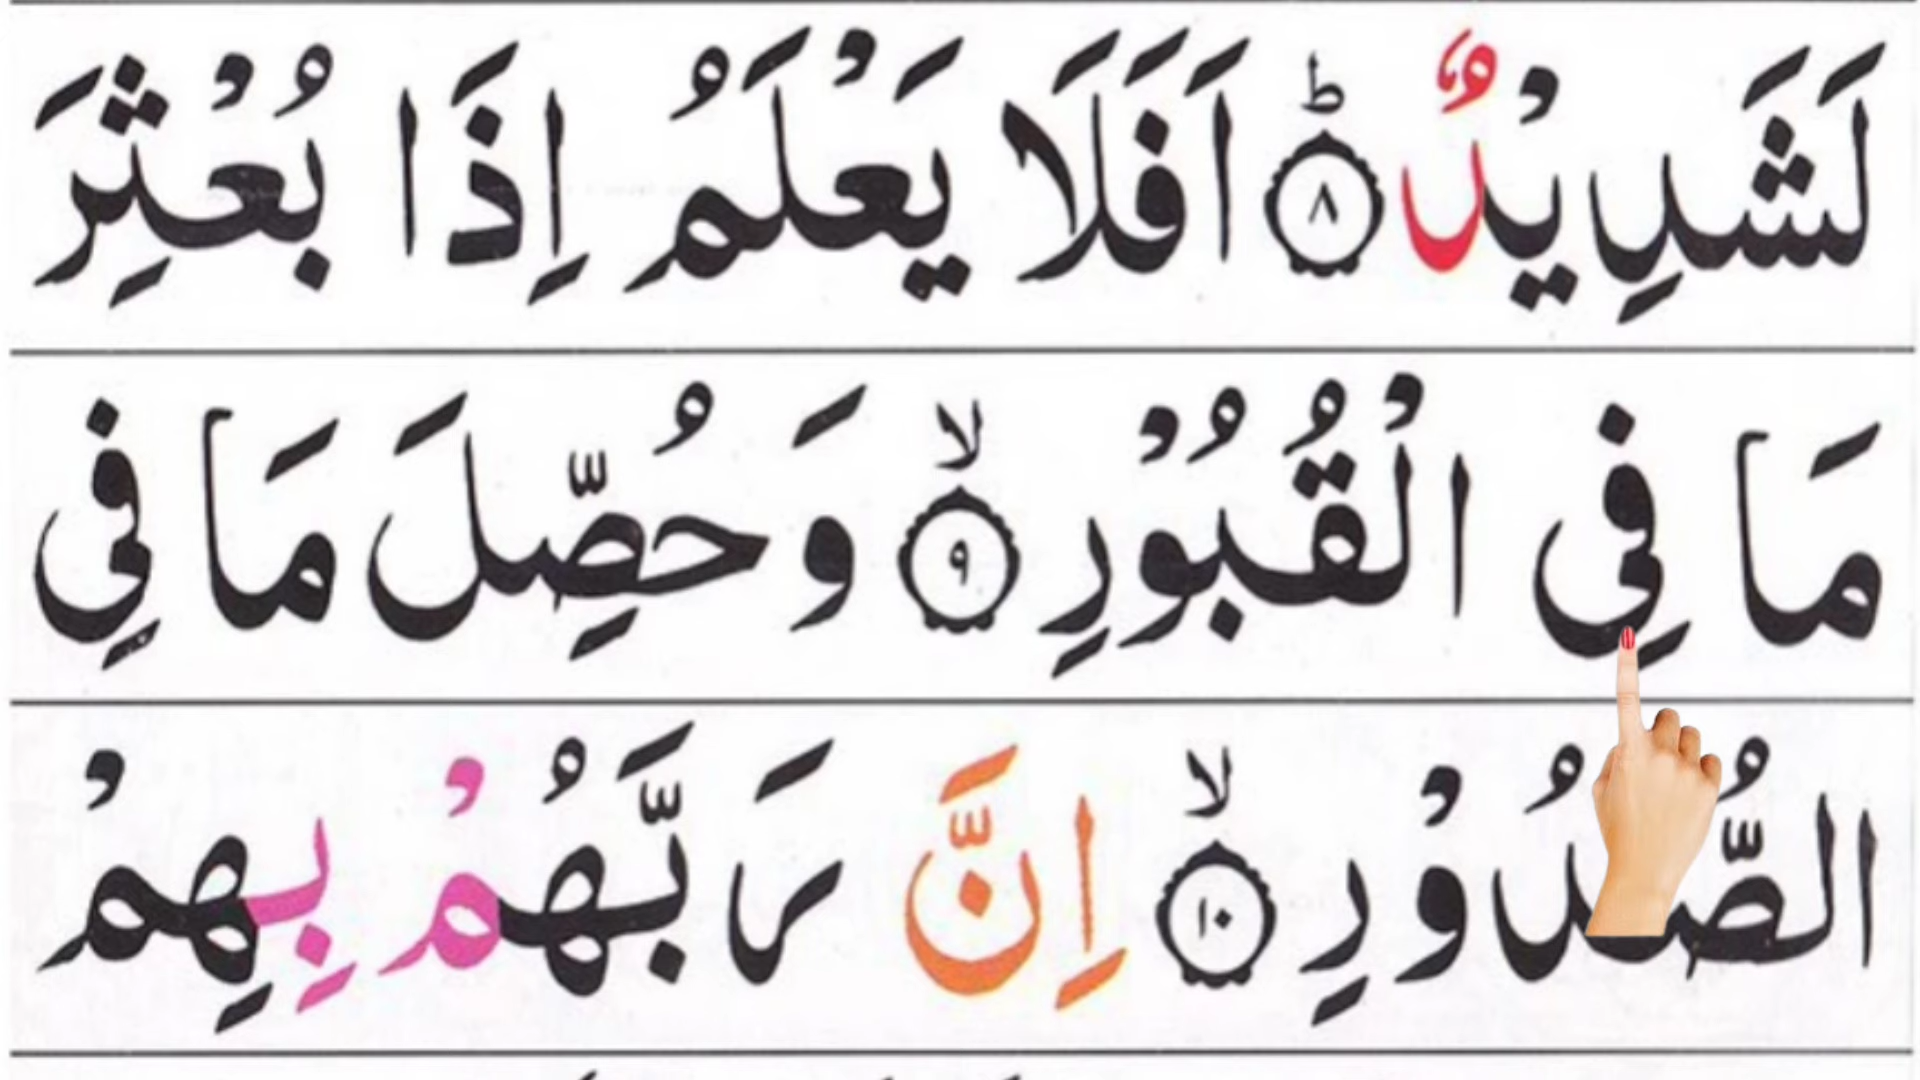 لَشَدِيْدٌ ؕ ۸ اَفَلَا يَعْلَمُ اِذَا بُعْثِرَ
مَا فِي الْقُبُوْرِ ۙ ۹ وَحُصِّلَ مَا فِي
الصُّدُوْرِ ۙ ۱۰ اِنَّ رَبَّهُمْ بِهِمْ